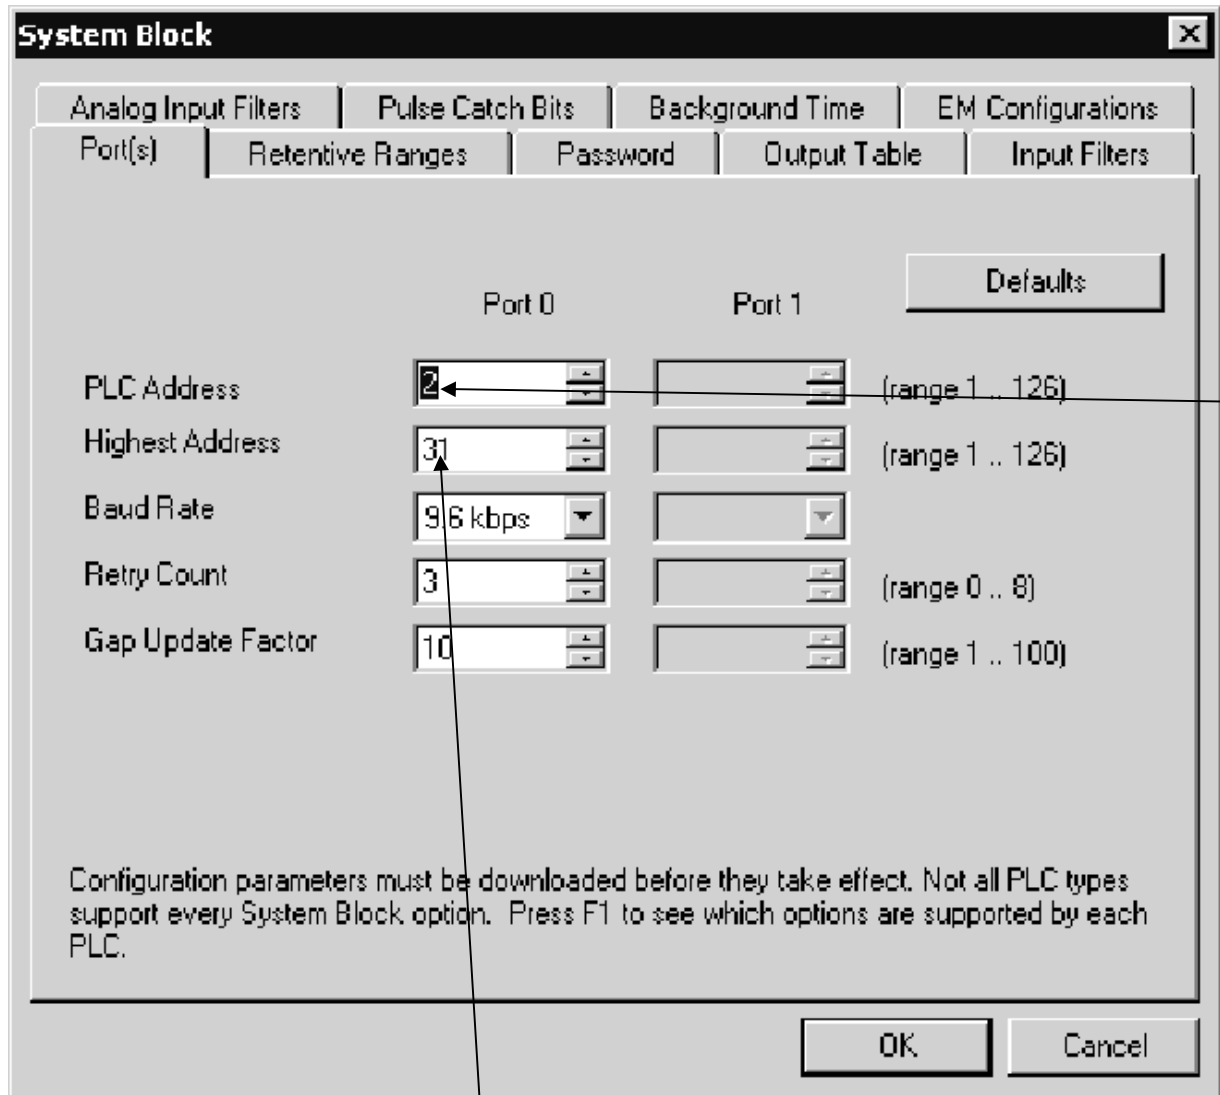 System Block
Analog Input Filters Pulse Catch Bits Background Time EM Configurations
Port(s) Retentive Ranges Password Output Table Input Filters
Defaults
Port 0 Port 1
PLC Address 2 (range 1 .. 126)
Highest Address 31 (range 1 .. 126)
Baud Rate 9.6 kbps
Retry Count 3 (range 0 .. 8)
Gap Update Factor 10 (range 1 .. 100)
Configuration parameters must be downloaded before they take effect. Not all PLC types
support every System Block option. Press F1 to see which options are supported by each
PLC.
OK Cancel